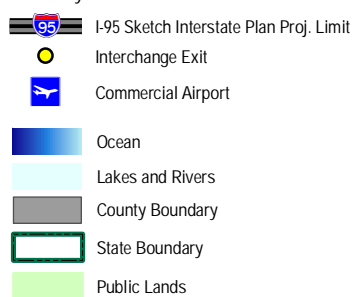 95
I-95 Sketch Interstate Plan Proj. Limit
Interchange Exit
Commercial Airport
Ocean
Lakes and Rivers
County Boundary
State Boundary
Public Lands